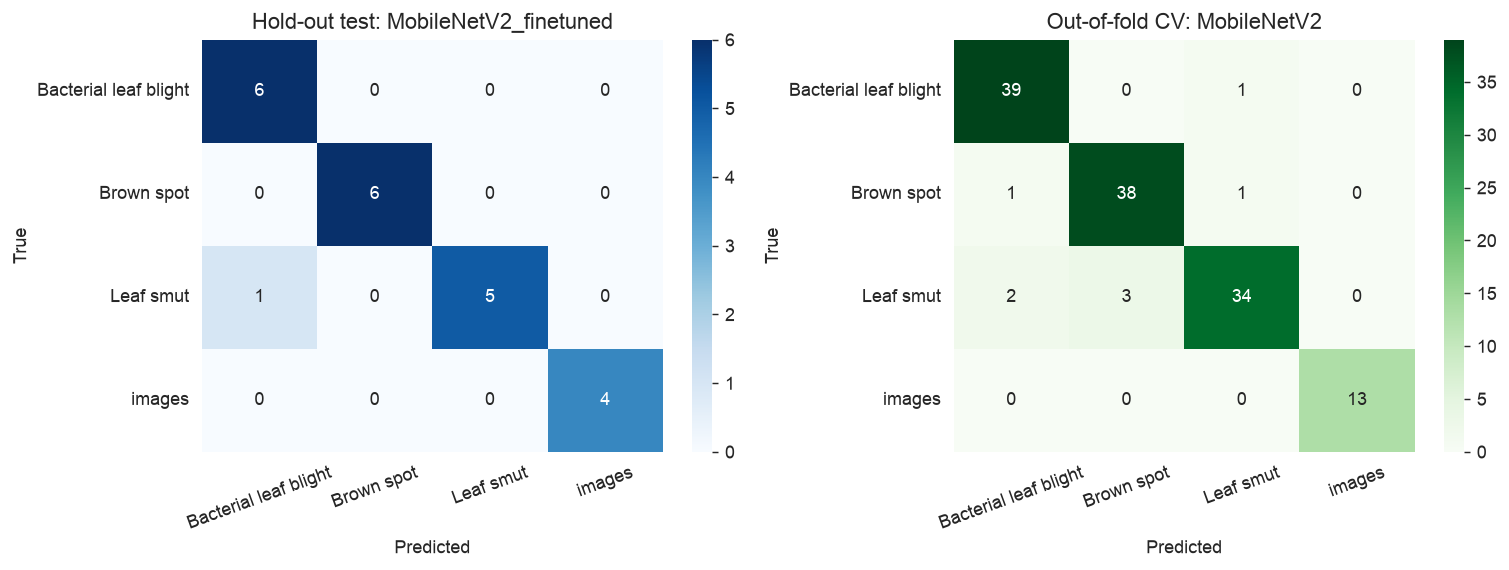 Hold-out test: MobileNetV2_finetuned
True
Bacterial leaf blight
Brown spot
Leaf smut
images
6 0 0 0
0 6 0 0
1 0 5 0
0 0 0 4
Bacterial leaf blight
Brown spot
Leaf smut
images
Predicted
6
5
4
3
2
1
0
Out-of-fold CV: MobileNetV2
True
Bacterial leaf blight
Brown spot
Leaf smut
images
39 0 1 0
1 38 1 0
2 3 34 0
0 0 0 13
Bacterial leaf blight
Brown spot
Leaf smut
images
Predicted
35
30
25
20
15
10
5
0